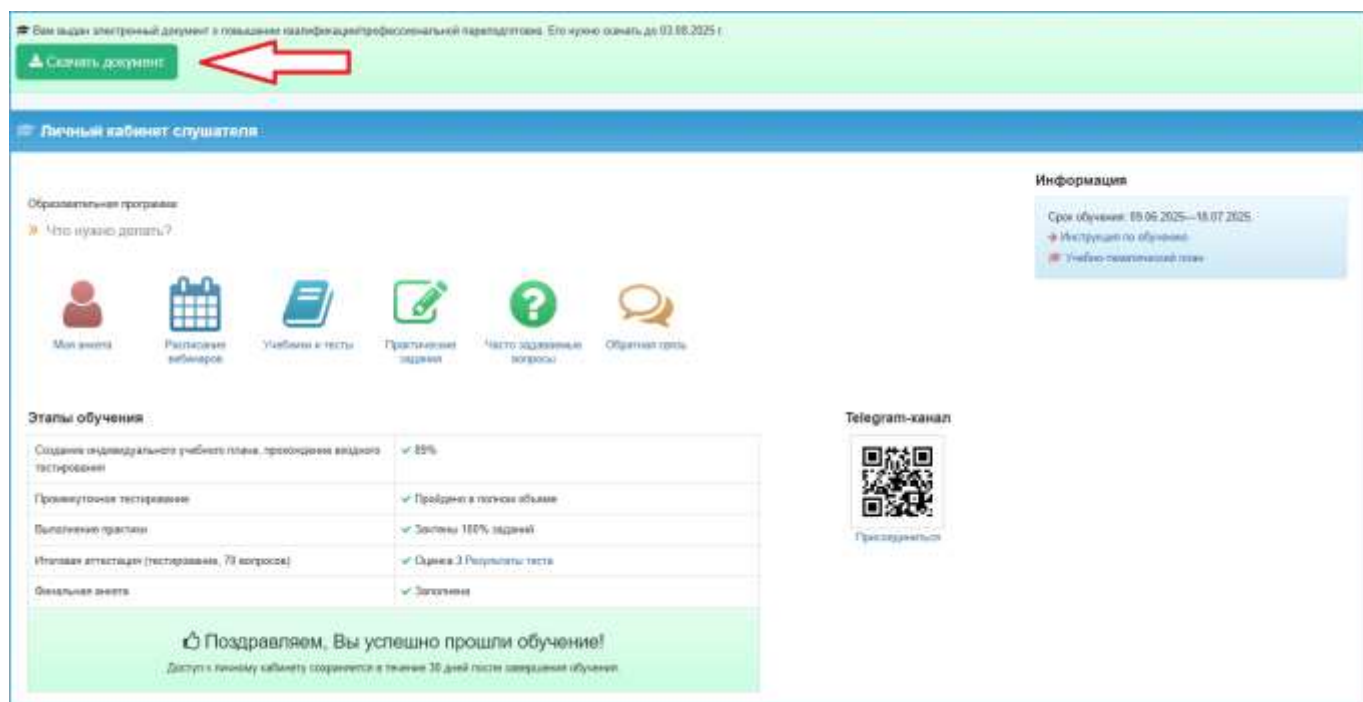 Вам выдан электронный документ о повышении квалификации/профессиональной переподготовке. Его нужно скачать до 03.08.2025 г.
Скачать документ
Личный кабинет слушателя
Информация
Образовательная программа:
Срок обучения: 09.06.2025—18.07.2025
» Что нужно делать?
Инструкция по обучению
Учебно-тематический план
Моя анкета
Расписание
вебинаров
Учебники и тесты
Практические
задания
Часто задаваемые
вопросы
Обратная связь
Этапы обучения
Telegram-канал
Создание индивидуального учебного плана, прохождение входного
тестирования
✓ 89%
Промежуточное тестирование
✓ Пройдено в полном объеме
Выполнение практики
✓ Зачтены 100% заданий
Присоединиться
Итоговая аттестация (тестирование, 70 вопросов)
✓ Оценка 3 Результаты теста
Финальная анкета
✓ Заполнена
Поздравляем, Вы успешно прошли обучение!
Доступ к личному кабинету сохраняется в течение 30 дней после завершения обучения.